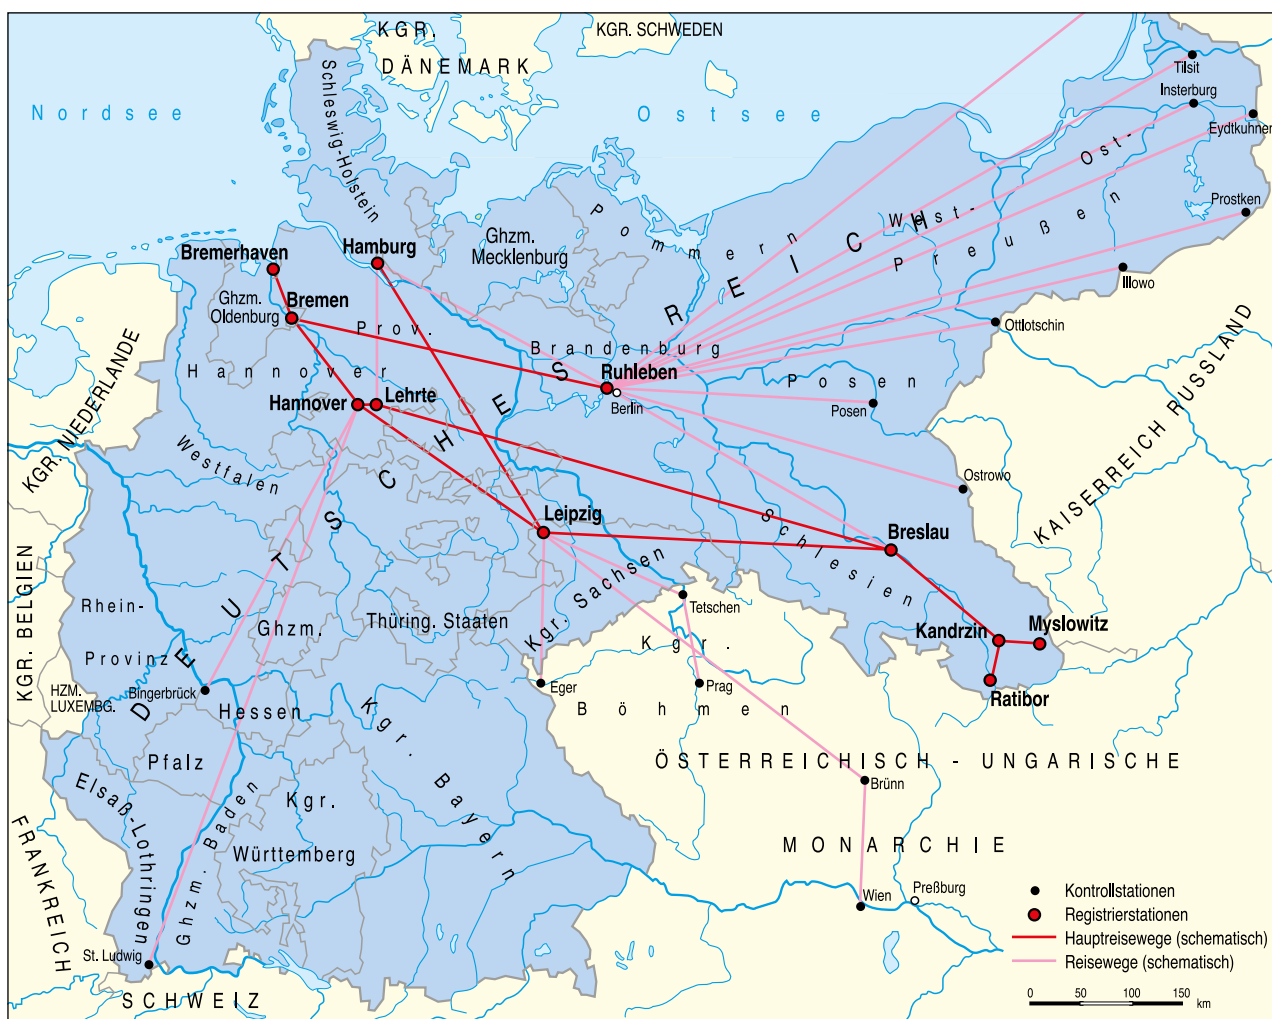 KGR.
DÄNEMARK
KGR. SCHWEDEN
Nordsee
Ostsee
Schleswig-Holstein
Tilsit
Insterburg
Eydtkuhnen
Ost-
West-
Preußen
Prostken
Illowo
Ottlotschin
Pommern
Ghzm.
Mecklenburg
Hamburg
Bremerhaven
Ghzm.
Oldenburg
Bremen
Prov.
Hannover
Brandenburg
Ruhleben
Berlin
Posen
Posen
Hannover
Lehrte
DEUTSCHES
REICH
KGR. NIEDERLANDE
KAISERREICH RUSSLAND
Westfalen
Ostrowo
Leipzig
Breslau
Schlesien
KGR. BELGIEN
Rhein-
Provinz
Ghzm.
Hessen
Thüring. Staaten
Kgr. Sachsen
Tetschen
Kandrzin
Myslowitz
Ratibor
Kgr.
Böhmen
Eger
Prag
HZM.
LUXEMBG.
Bingerbrück
Pfalz
Kgr. Bayern
ÖSTERREICHISCH - UNGARISCHE
MONARCHIE
Brünn
Elsaß-Lothringen
Ghzm. Baden
Kgr.
Württemberg
FRANKREICH
Wien
Preßburg
St. Ludwig
SCHWEIZ
Kontrollstationen
Registrierstationen
Hauptreisewege (schematisch)
Reisewege (schematisch)
0 50 100 150
km